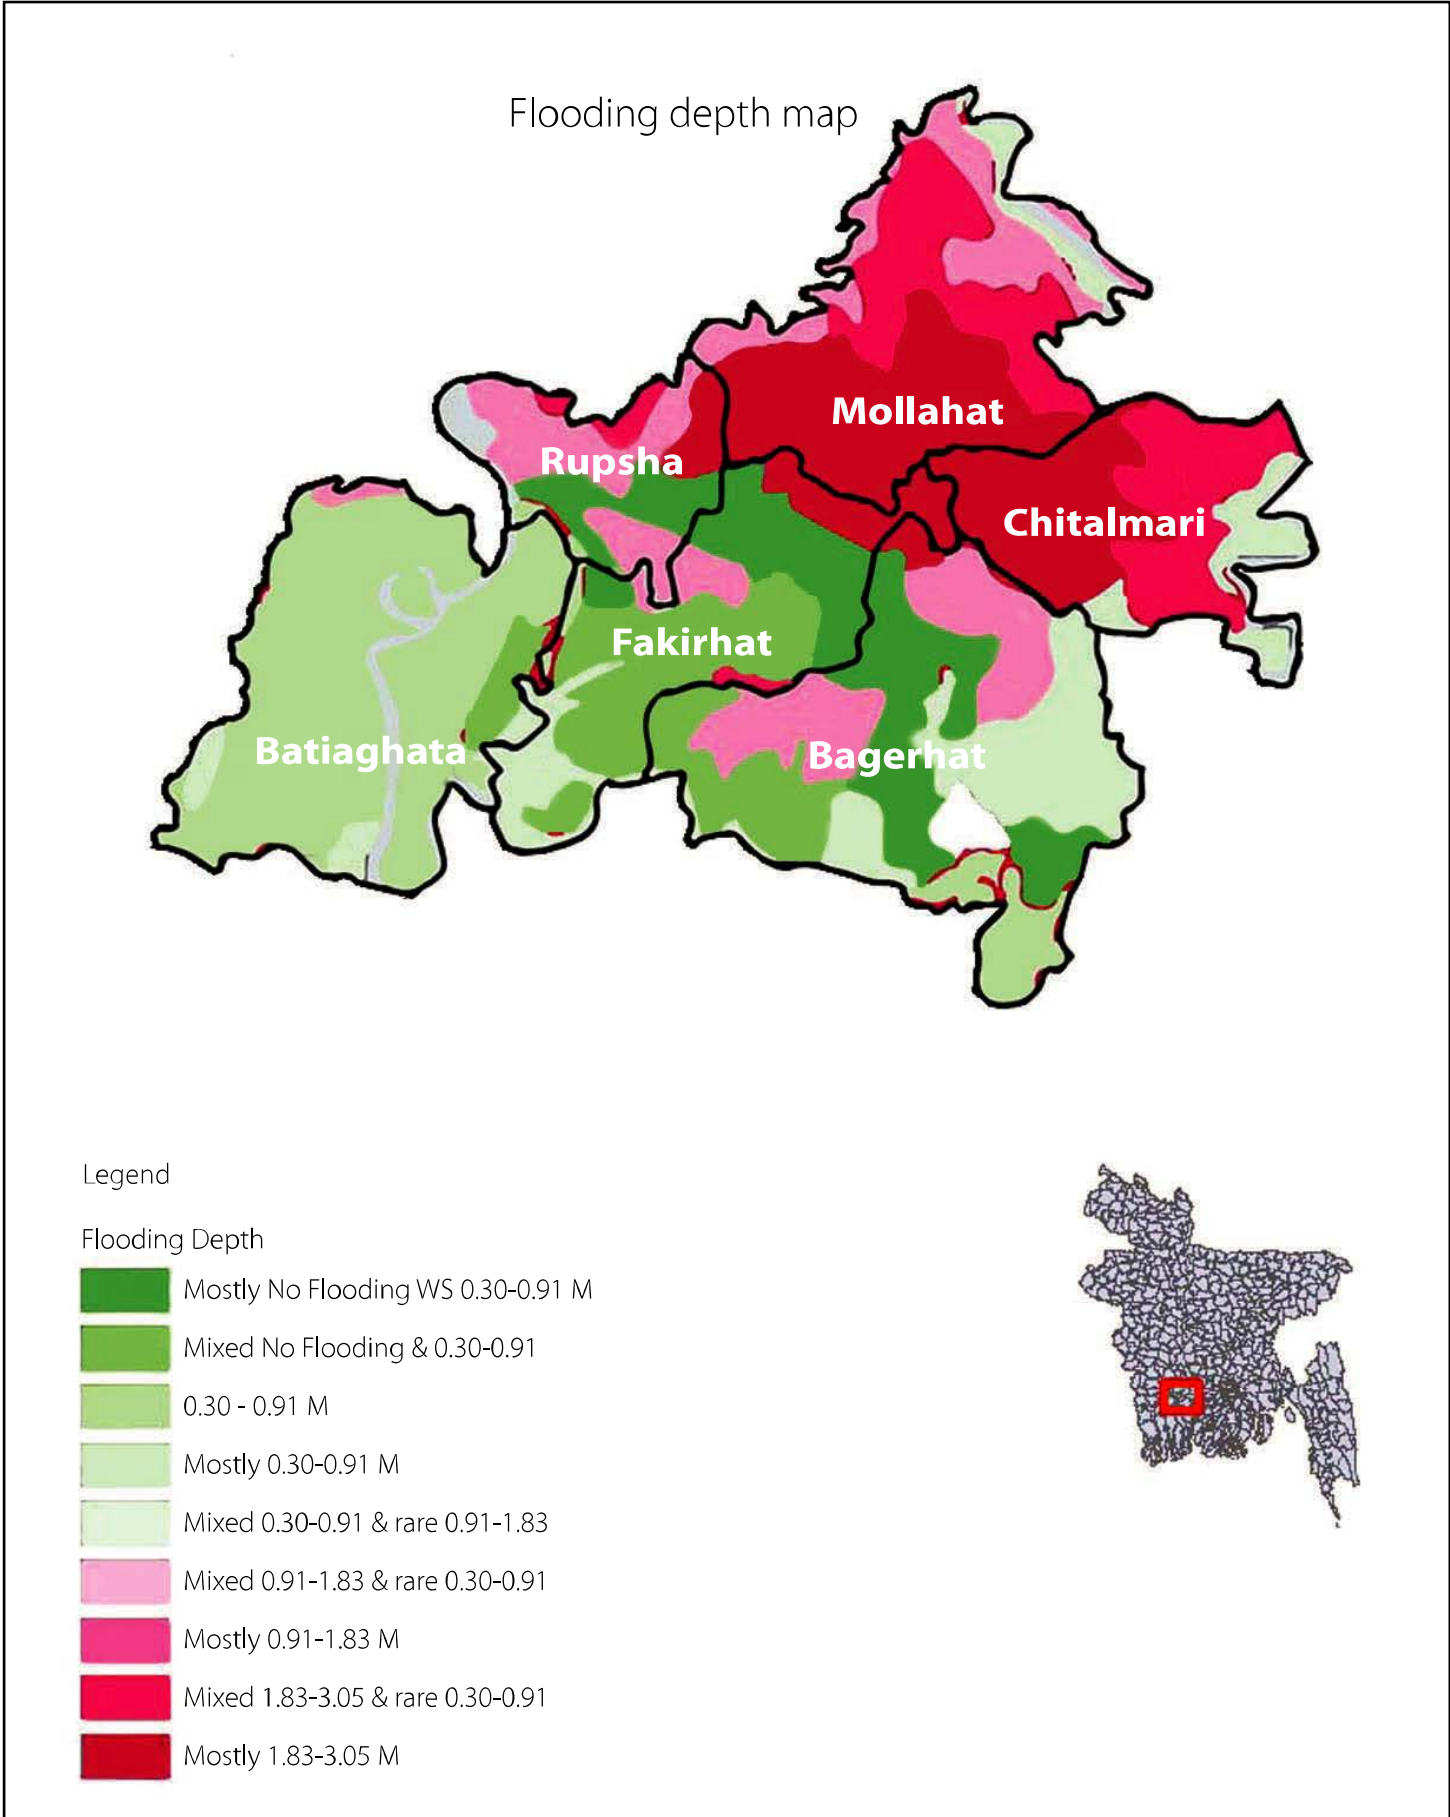 Flooding depth map
Mollahat
Rupsha
Chitalmari
Fakirhat
Batiaghata
Bagerhat
Legend
Flooding Depth
Mostly No Flooding WS 0.30-0.91 M
Mixed No Flooding & 0.30-0.91
0.30 - 0.91 M
Mostly 0.30-0.91 M
Mixed 0.30-0.91 & rare 0.91-1.83
Mixed 0.91-1.83 & rare 0.30-0.91
Mostly 0.91-1.83 M
Mixed 1.83-3.05 & rare 0.30-0.91
Mostly 1.83-3.05 M